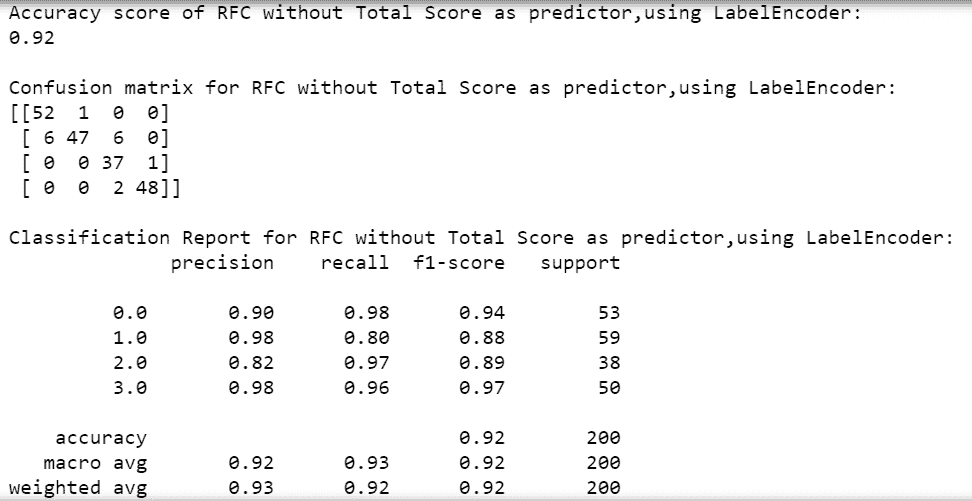 Accuracy score of RFC without Total Score as predictor,using LabelEncoder:
0.92
Confusion matrix for RFC without Total Score as predictor,using LabelEncoder:
[[52  1  0  0]
 [ 6 47  6  0]
 [ 0  0 37  1]
 [ 0  0  2 48]]
Classification Report for RFC without Total Score as predictor,using LabelEncoder:
              precision    recall  f1-score   support
         0.0       0.90      0.98      0.94        53
         1.0       0.98      0.80      0.88        59
         2.0       0.82      0.97      0.89        38
         3.0       0.98      0.96      0.97        50
    accuracy                           0.92       200
   macro avg       0.92      0.93      0.92       200
weighted avg       0.93      0.92      0.92       200